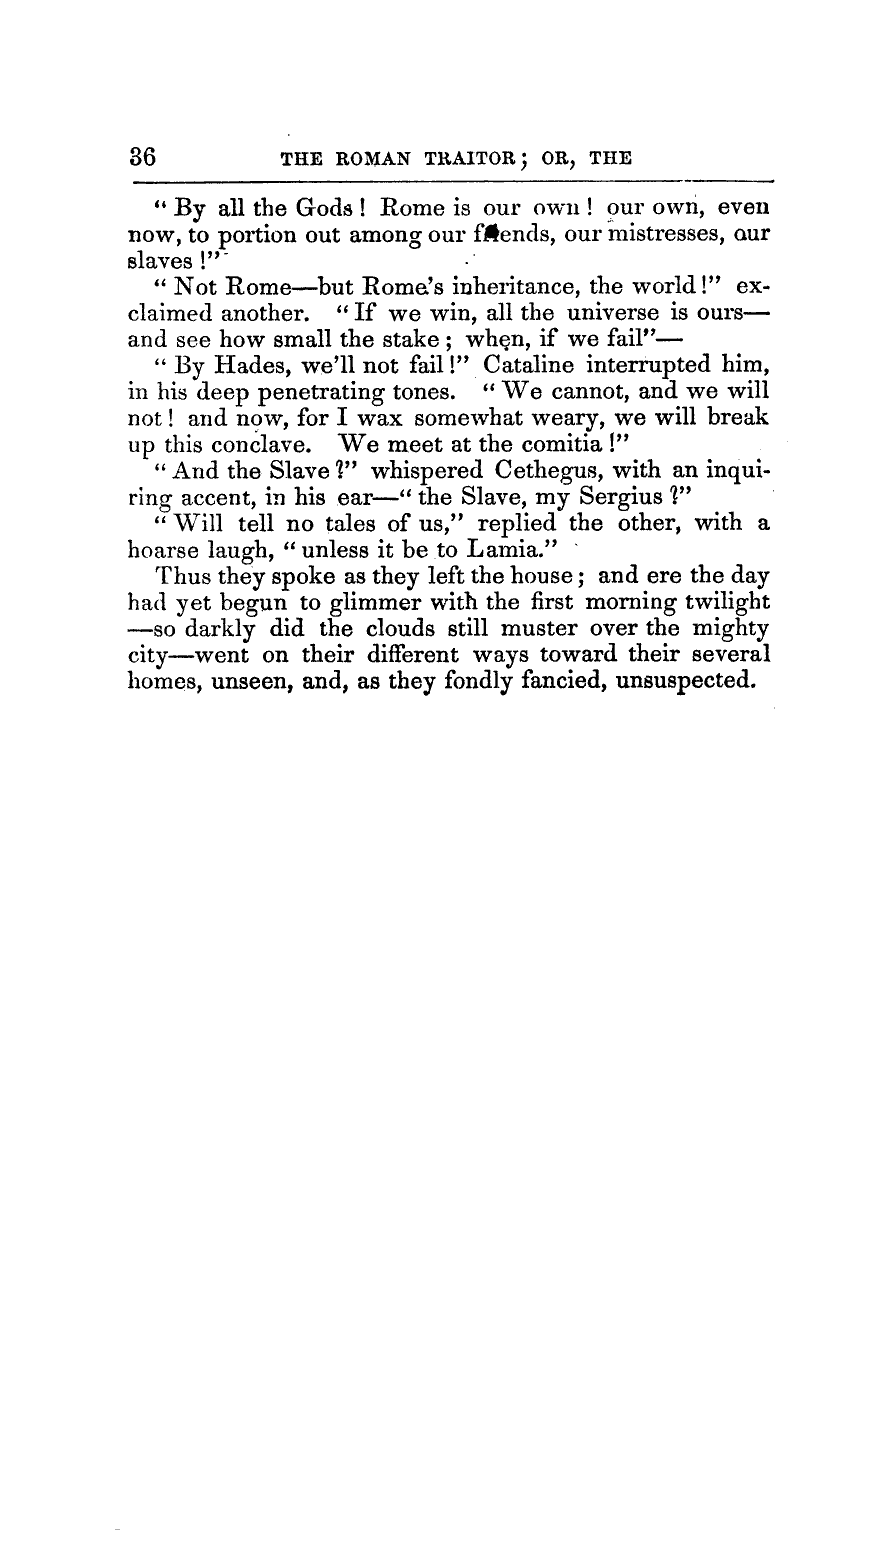 36 THE ROMAN TRAITOR; OR, THE
“By all the Gods! Rome is our own! our own, even
now, to portion out among our friends, our mistresses, our
slaves!”
“Not Rome—but Rome's inheritance, the world!” ex-
claimed another. “If we win, all the universe is ours—
and see how small the stake; when, if we fail”—
“By Hades, we'll not fail!” Cataline interrupted him,
in his deep penetrating tones. “We cannot, and we will
not! and now, for I wax somewhat weary, we will break
up this conclave. We meet at the comitia!”
“And the Slave?” whispered Cethegus, with an inqui-
ring accent, in his ear—“the Slave, my Sergius?”
“Will tell no tales of us,” replied the other, with a
hoarse laugh, “unless it be to Lamia.”
Thus they spoke as they left the house; and ere the day
had yet begun to glimmer with the first morning twilight
—so darkly did the clouds still muster over the mighty
city—went on their different ways toward their several
homes, unseen, and, as they fondly fancied, unsuspected.